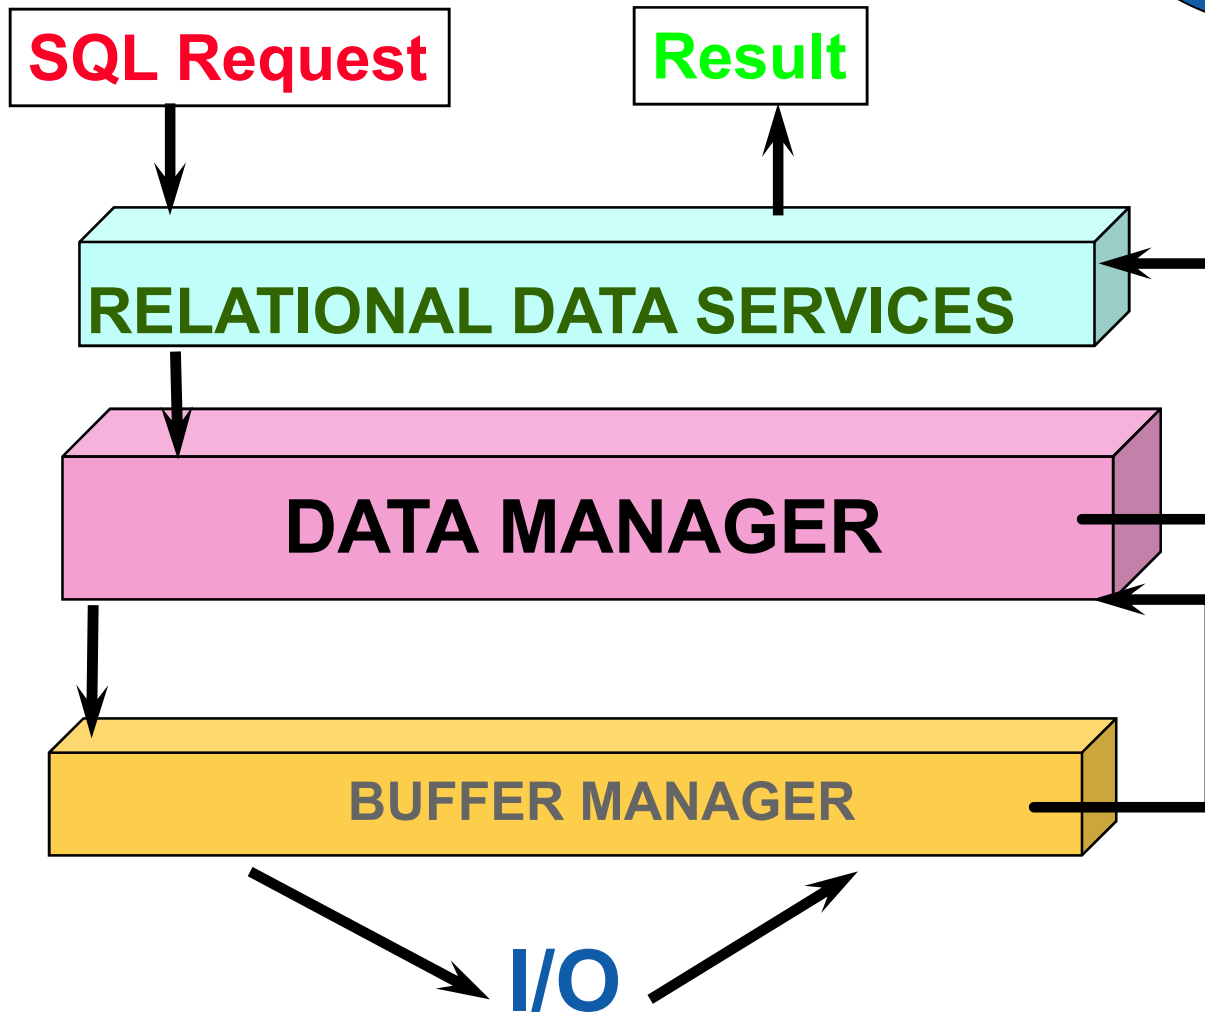 SQL Request
Result
RELATIONAL DATA SERVICES
DATA MANAGER
BUFFER MANAGER
I/O